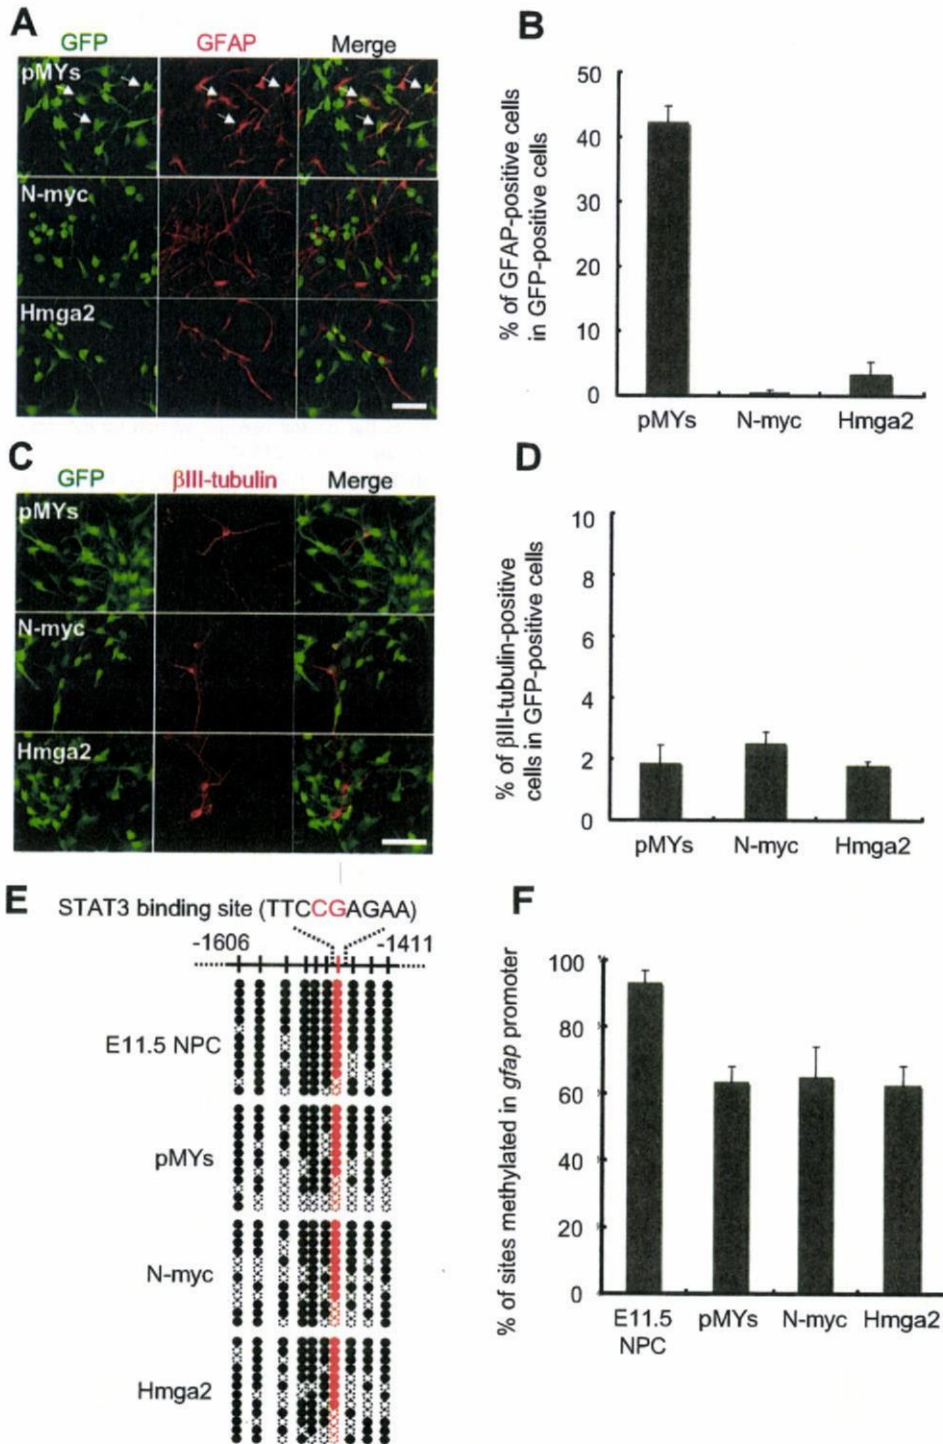 A
GFP GFAP Merge
pMYs
N-myc
Hmga2
B
% of GFAP-positive cells
in GFP-positive cells
50
40
30
20
10
0
pMYs N-myc Hmga2
C
GFP βIII-tubulin Merge
pMYs
N-myc
Hmga2
D
% of βIII-tubulin-positive
cells in GFP-positive cells
10
8
6
4
2
0
pMYs N-myc Hmga2
E
STAT3 binding site (TTCCGAGAA)
-1606 -1411
E11.5 NPC
pMYs
N-myc
Hmga2
F
% of sites methylated in gfap promoter
100
80
60
40
20
0
E11.5 pMYs N-myc Hmga2
NPC